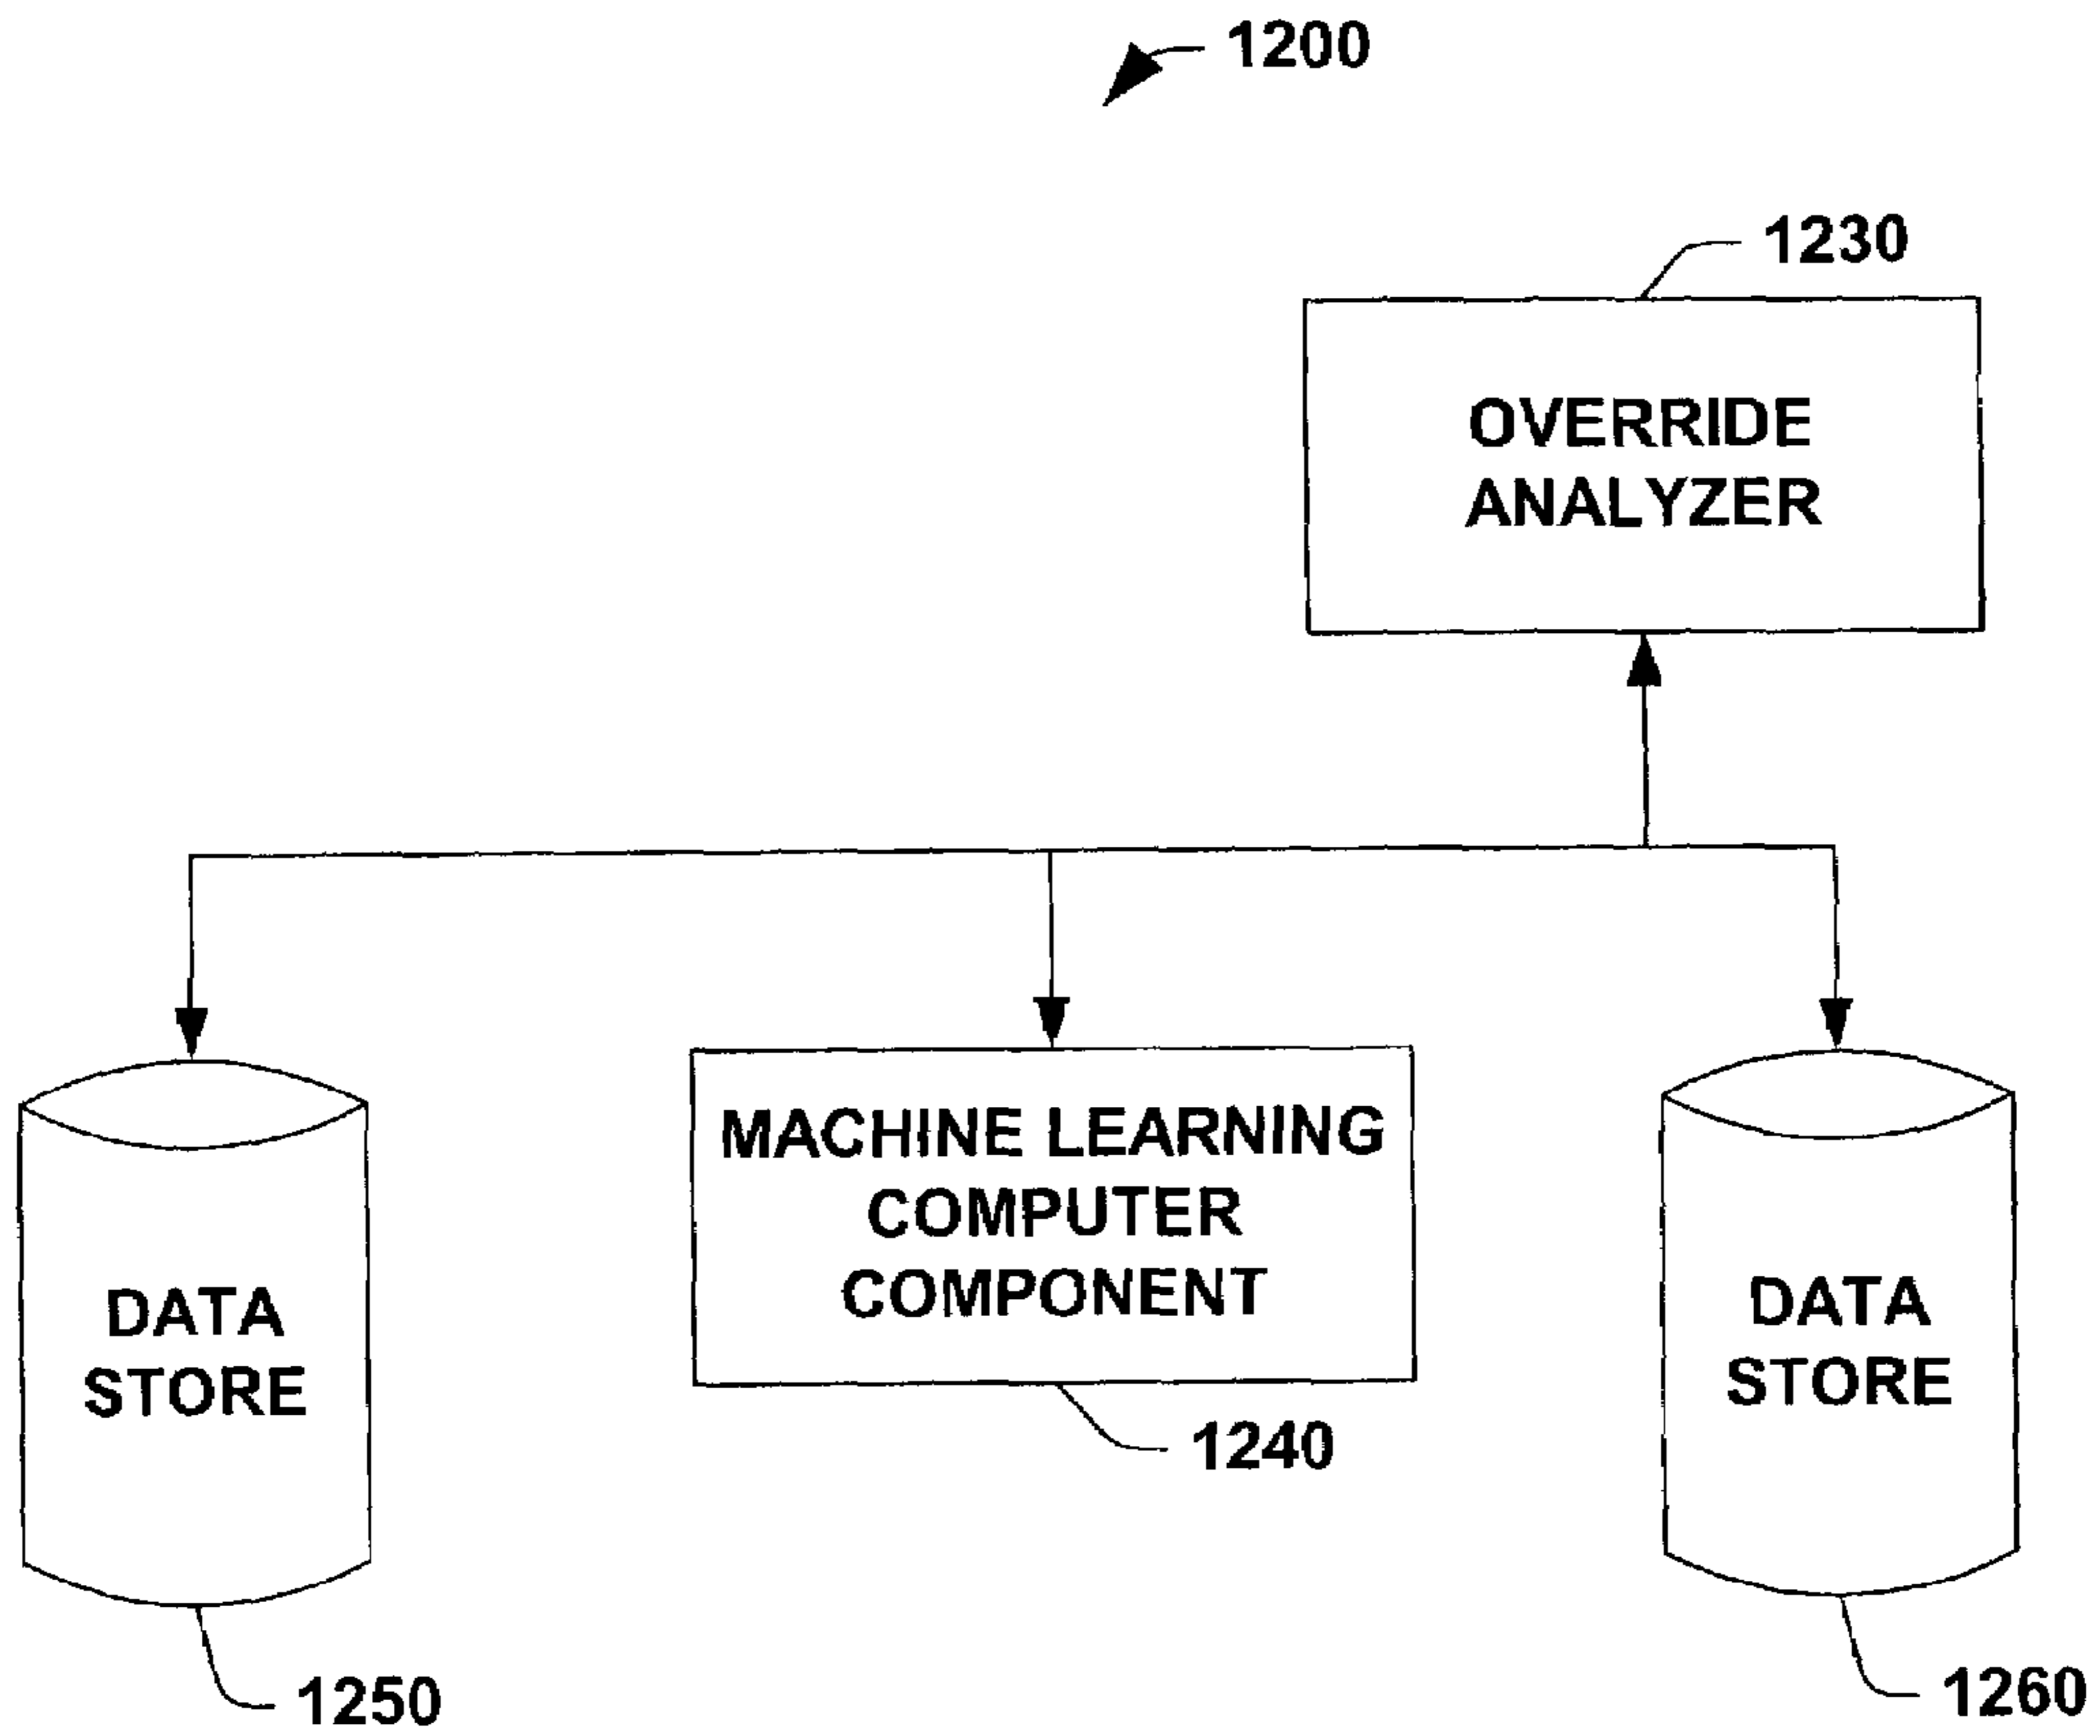 1200
1230
OVERRIDE
ANALYZER
MACHINE LEARNING
COMPUTER
COMPONENT
1240
DATA
STORE
1250
DATA
STORE
1260